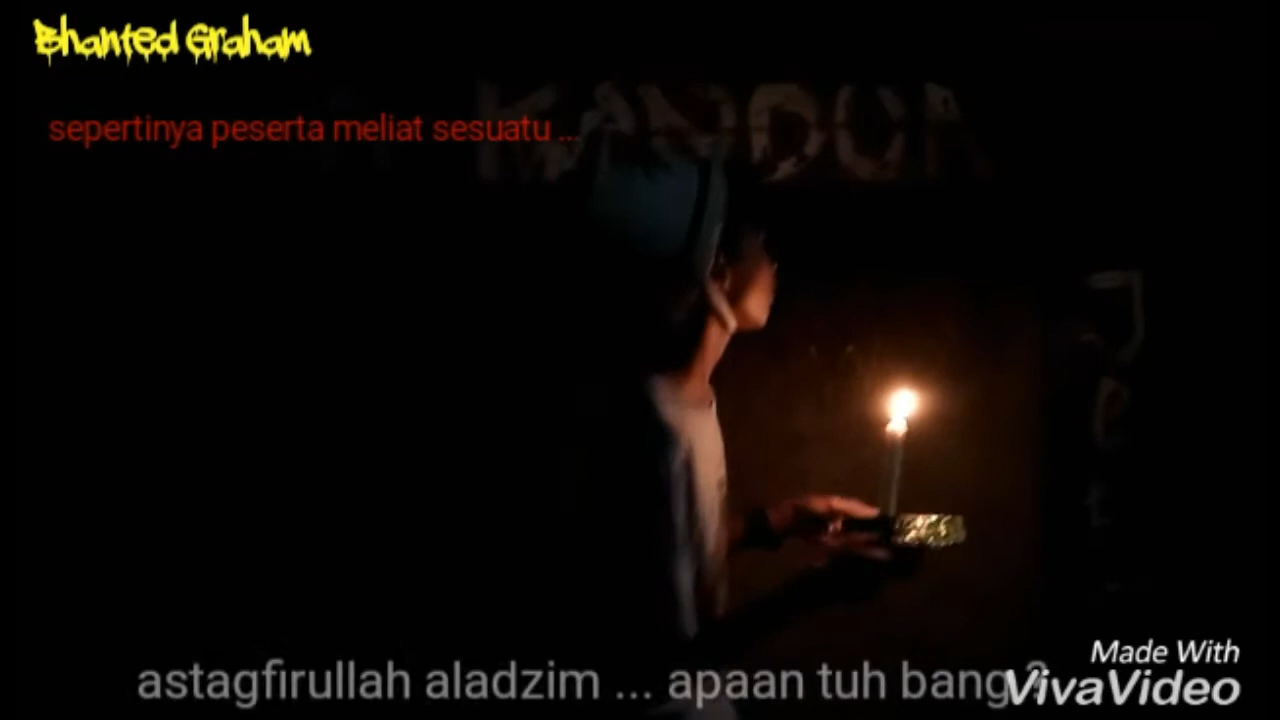 Bhanted Graham
sepertinya peserta meliat sesuatu ...
astagfirullah aladzim ... apaan tuh bang ?
Made With
VivaVideo